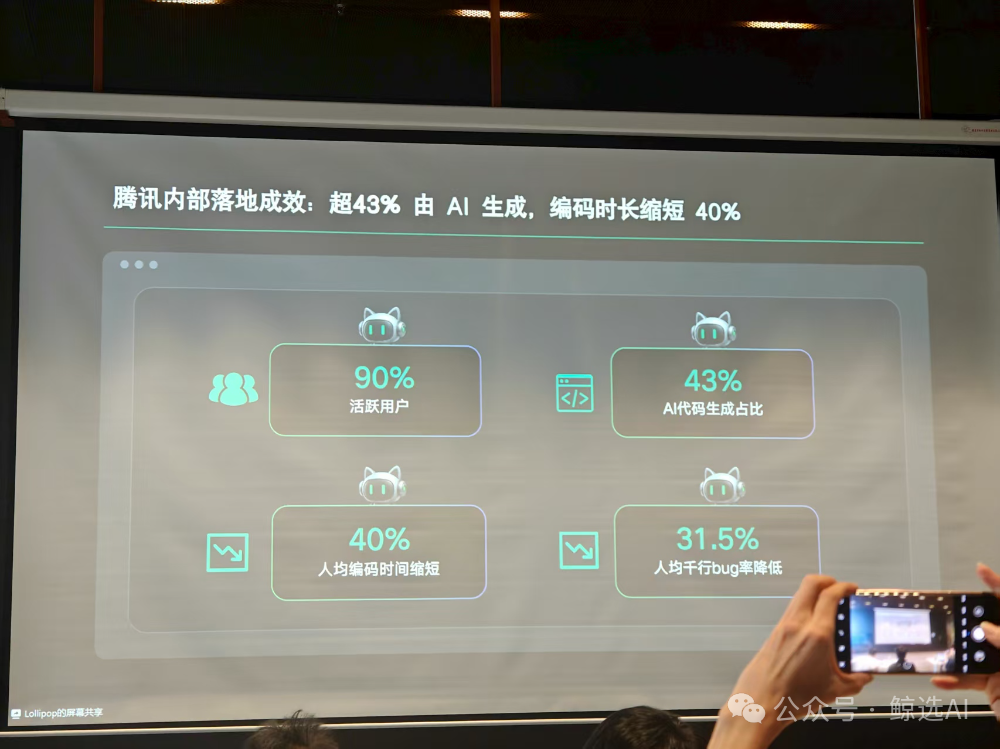 腾讯内部落地成效：超43% 由 AI 生成，编码时长缩短 40%
90%
活跃用户
43%
AI代码生成占比
40%
人均编码时间缩短
31.5%
人均千行bug率降低
Lollipop的屏幕共享
公众号 · 鲸选AI